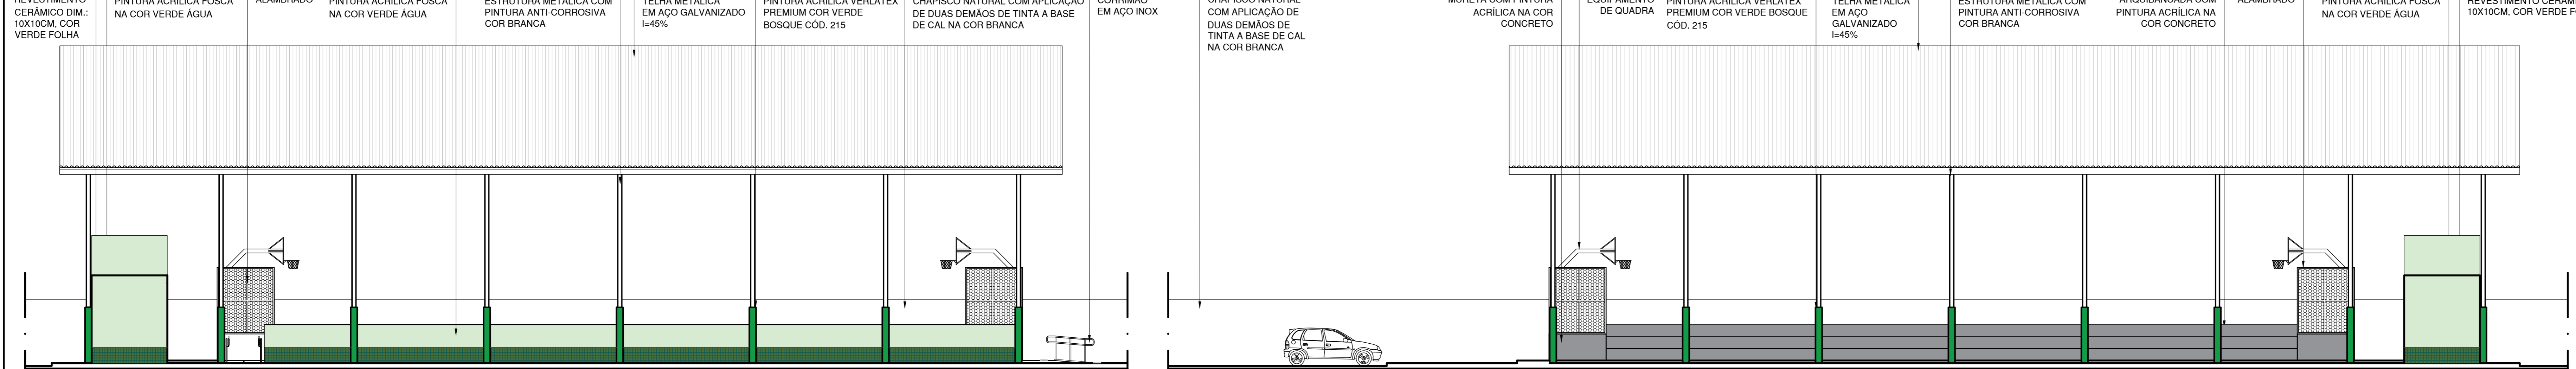 REVESTIMENTO
CERÂMICO DIM.:
10X10CM, COR
VERDE FOLHA
PINTURA ACRÍLICA FOSCA
NA COR VERDE ÁGUA
ALAMBRADO
PINTURA ACRÍLICA FOSCA
NA COR VERDE ÁGUA
ESTRUTURA METÁLICA COM
PINTURA ANTI-CORROSIVA
COR BRANCA
TELHA METÁLICA
EM AÇO GALVANIZADO
I=45%
PINTURA ACRÍLICA VERLATEX
PREMIUM COR VERDE
BOSQUE CÓD. 215
CHAPISCO NATURAL COM APLICAÇÃO
DE DUAS DEMÃOS DE TINTA A BASE
DE CAL NA COR BRANCA
CORRIMÃO
EM AÇO INOX
CHAPISCO NATURAL
COM APLICAÇÃO DE
DUAS DEMÃOS DE
TINTA A BASE DE CAL
NA COR BRANCA
MURETA COM PINTURA
ACRÍLICA NA COR
CONCRETO
EQUIPAMENTO
DE QUADRA
PINTURA ACRÍLICA VERLATEX
PREMIUM COR VERDE BOSQUE
CÓD. 215
TELHA METÁLICA
EM AÇO
GALVANIZADO
I=45%
ESTRUTURA METÁLICA COM
PINTURA ANTI-CORROSIVA
COR BRANCA
ARQUIBANCADA COM
PINTURA ACRÍLICA NA
COR CONCRETO
ALAMBRADO
PINTURA ACRÍLICA FOSCA
NA COR VERDE ÁGUA
REVESTIMENTO CERÂM
10X10CM, COR VERDE FO